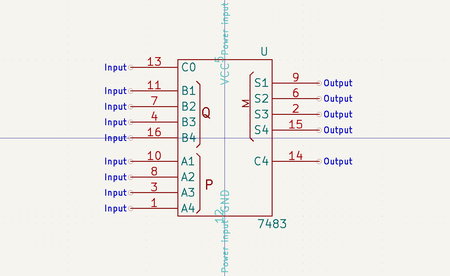 Power input
5
VCC
U
Input 13 C0
Input 11 B1
Input 7 B2
Input 4 B3
Input 16 B4
Q
Input 10 A1
Input 8 A2
Input 3 A3
Input 1 A4
P
M
S1 9 Output
S2 6 Output
S3 2 Output
S4 15 Output
C4 14 Output
GND
12
Power input
7483